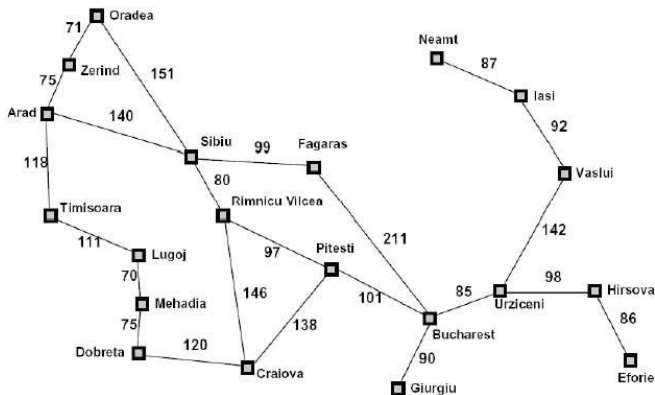 Oradea
71
Neamt
87
Zerind
75
151
Iasi
Arad
140
92
Sibiu
Fagaras
99
118
80
Vaslui
Timisoara
Rimnicu Vilcea
111
211
142
Lugoj
97
Pitesti
70
98
Hirsova
146
101
85
Mehadia
Urziceni
75
138
86
120
Bucharest
Dobreta
90
Craiova
Eforie
Giurgiu